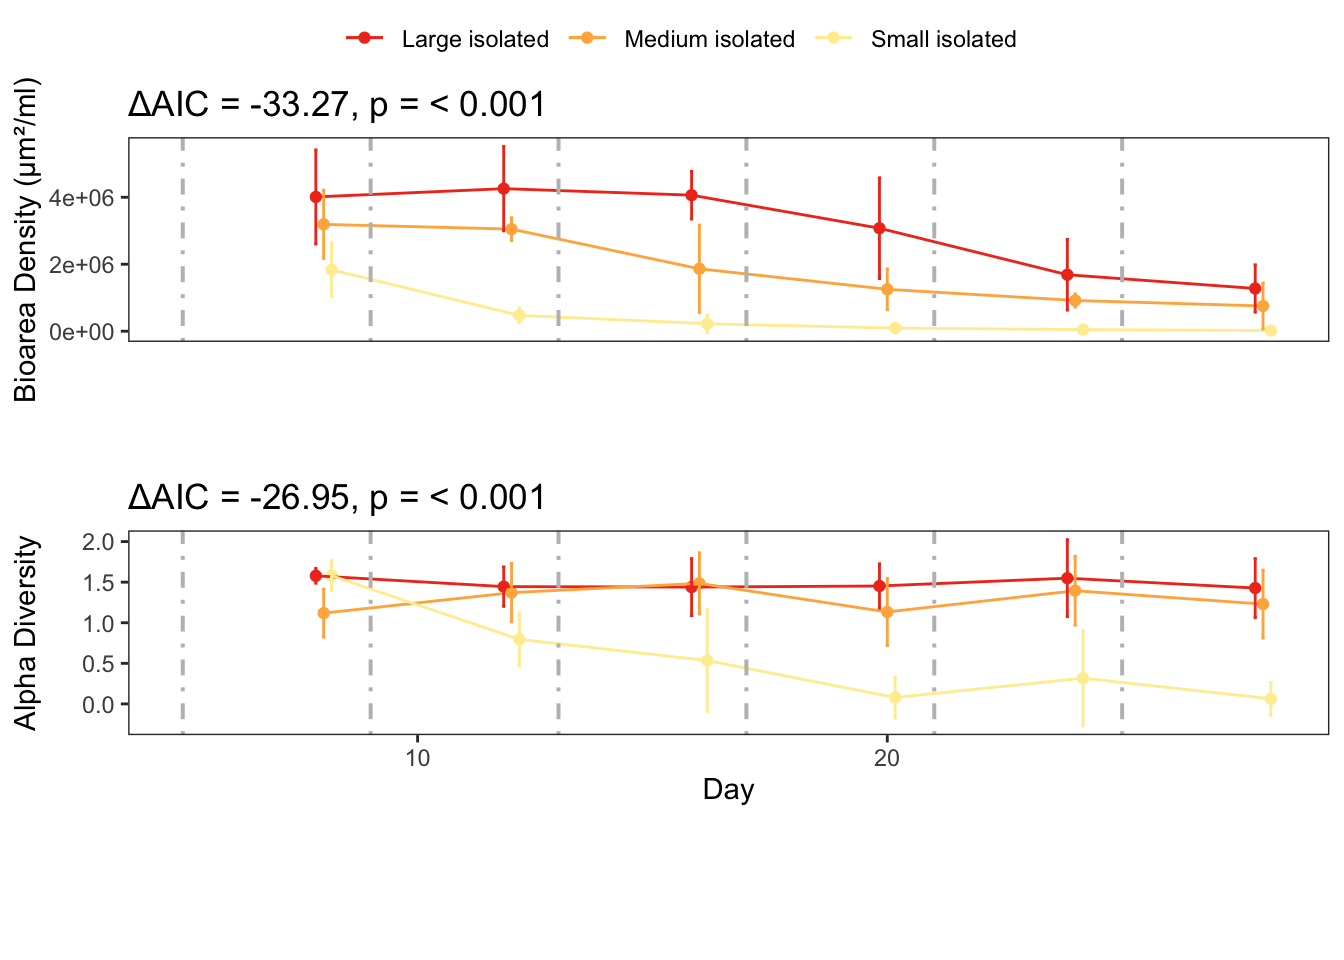 Large isolated Medium isolated Small isolated
ΔAIC = -33.27, p = < 0.001
Bioarea Density (μm²/ml)
4e+06
2e+06
0e+00
ΔAIC = -26.95, p = < 0.001
Alpha Diversity
2.0
1.5
1.0
0.5
0.0
10 20
Day